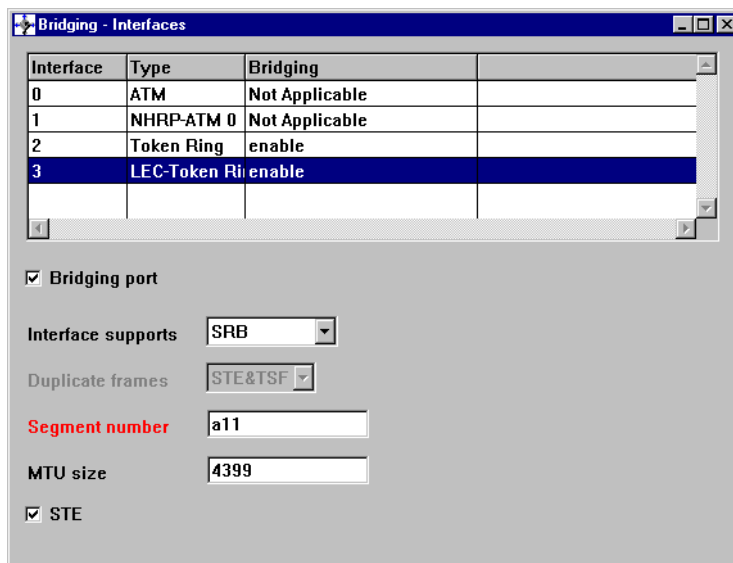 Bridging - Interfaces
Interface Type Bridging
0 ATM Not Applicable
1 NHRP-ATM 0 Not Applicable
2 Token Ring enable
3 LEC-Token Ri enable
Bridging port
Interface supports SRB
Duplicate frames STE&TSF
Segment number a11
MTU size 4399
STE